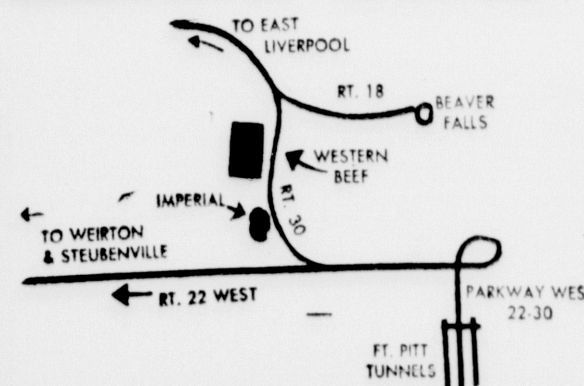 TO EAST
LIVERPOOL
RT. 18
BEAVER
FALLS
WESTERN
BEEF
IMPERIAL
RT. 30
TO WEIRTON
& STEUBENVILLE
RT. 22 WEST
PARKWAY WES
22-30
FT. PITT
TUNNELS